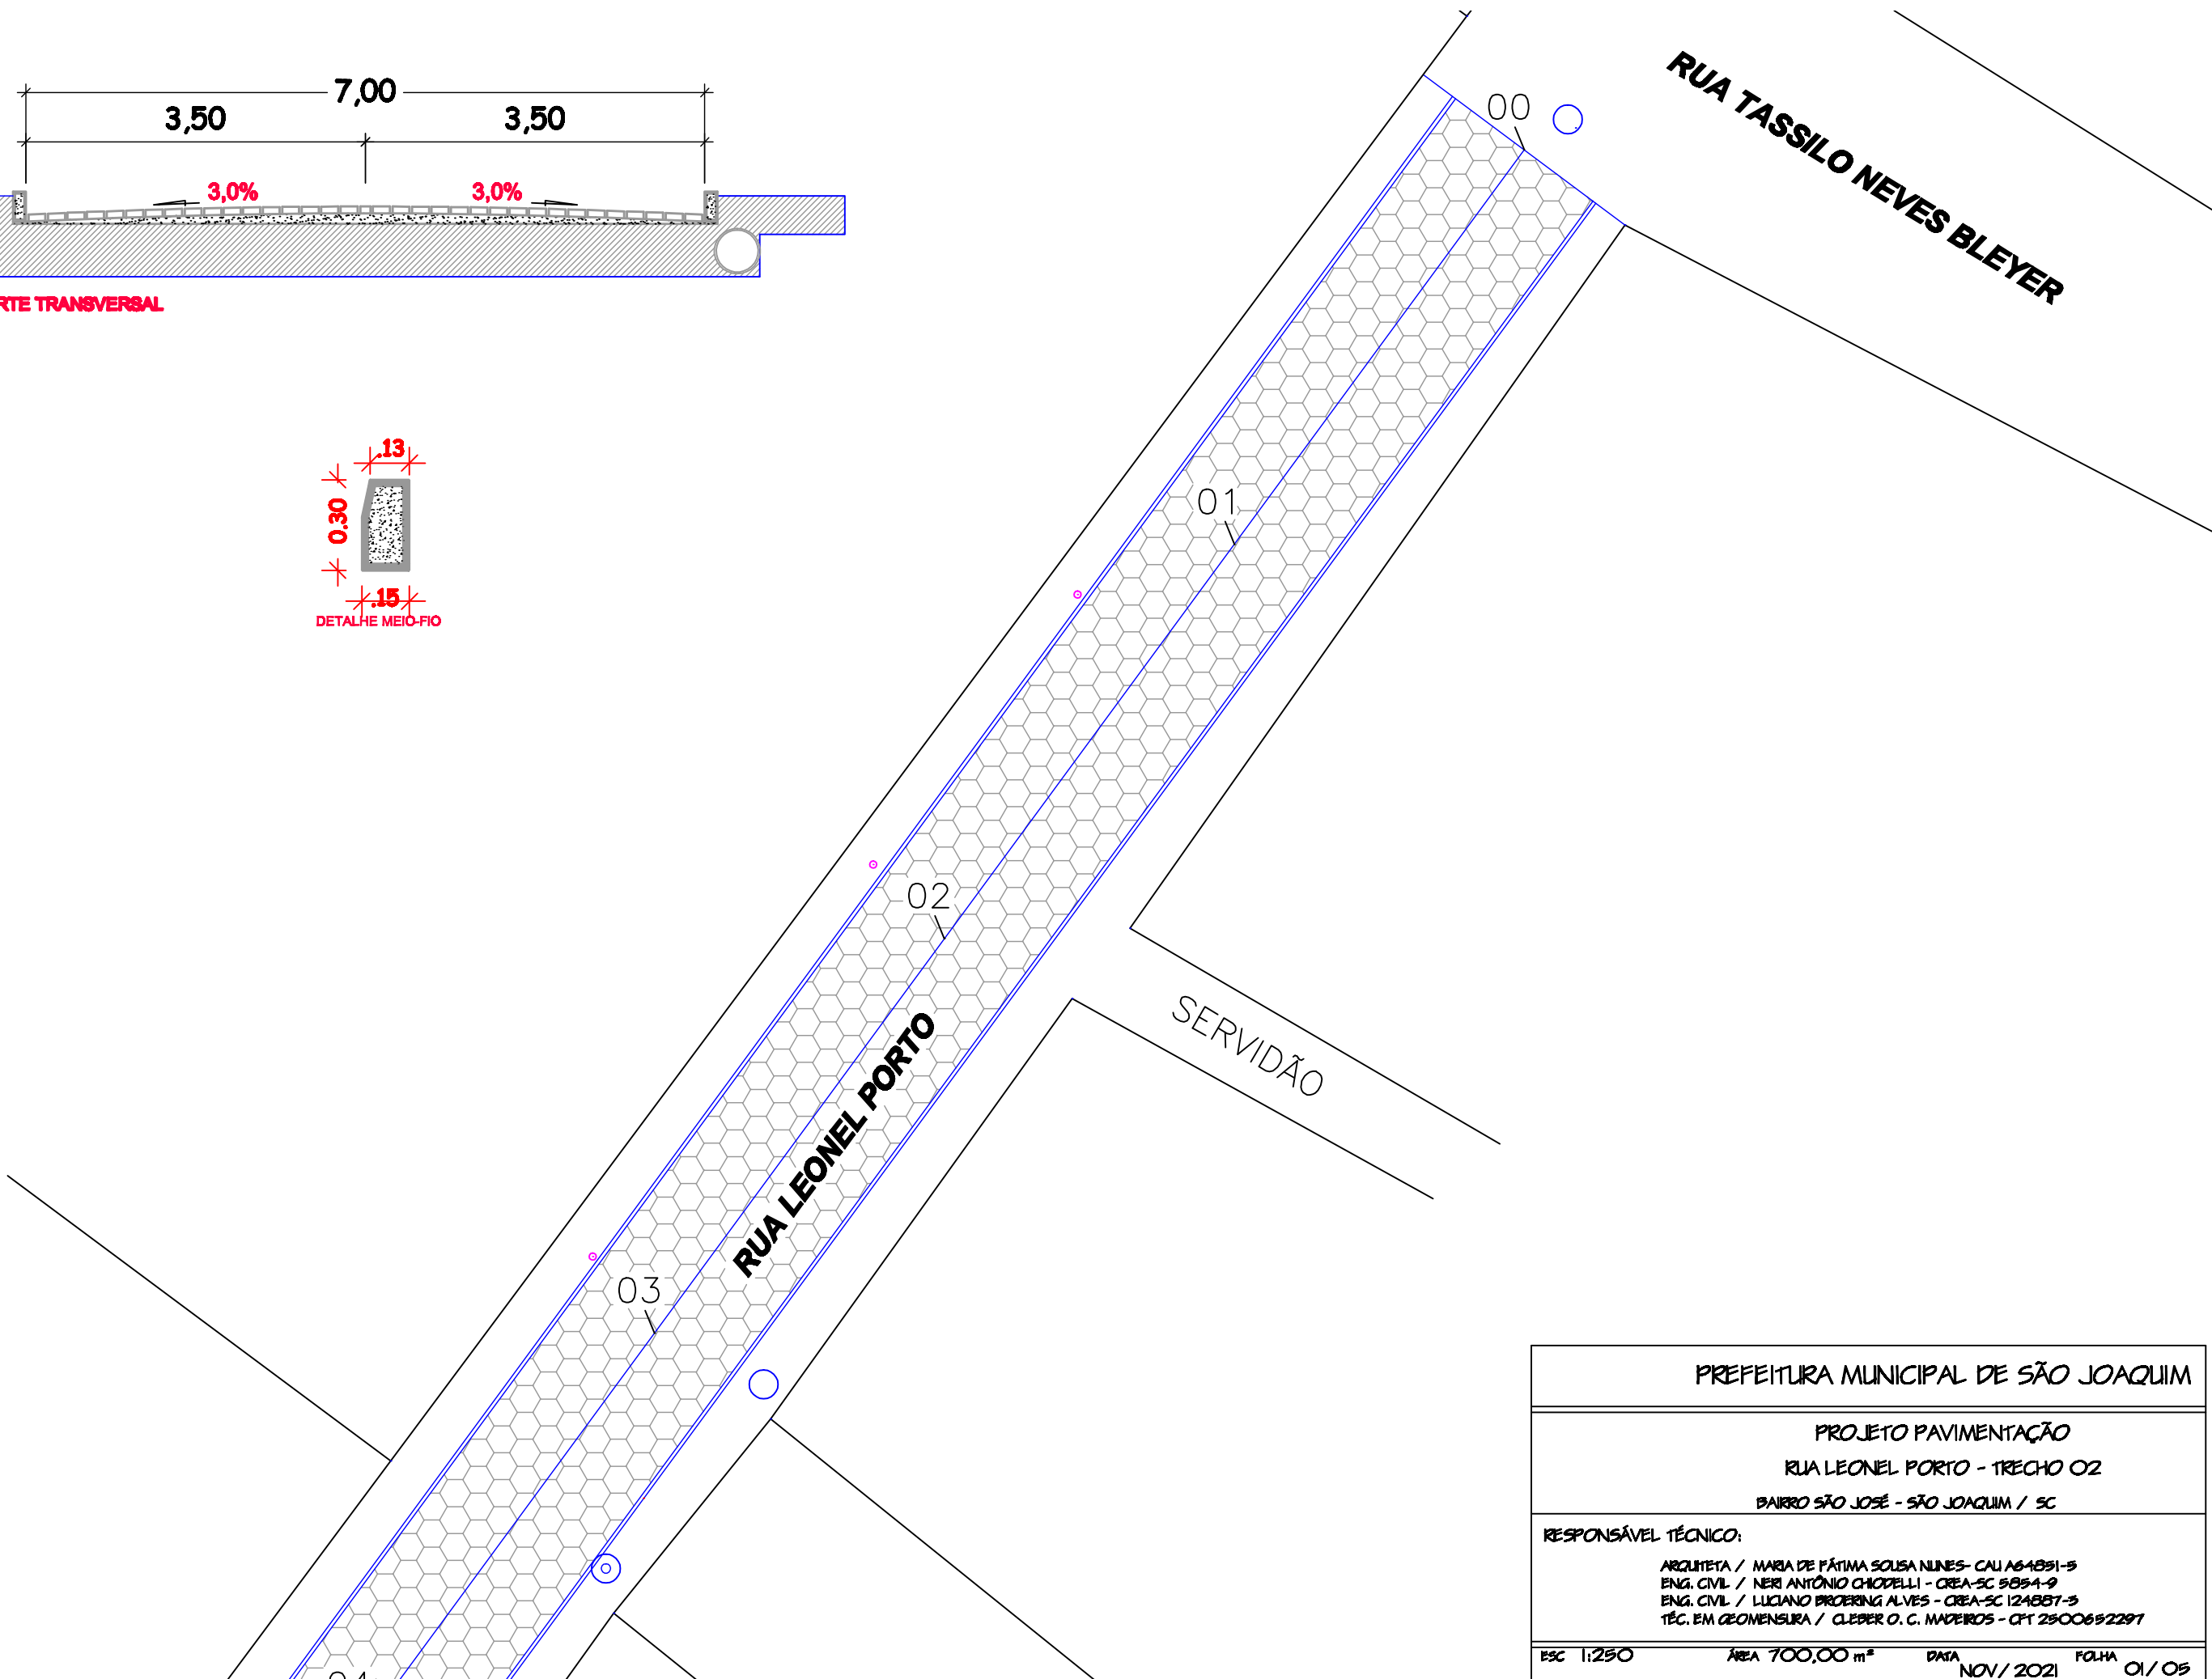 7,00
3,50
3,50
3,0%
3,0%
RTE TRANSVERSAL
.13
0.30
.15
DETALHE MEIO-FIO
00
RUA TASSILO NEVES BLEYER
01
02
SERVIDÃO
RUA LEONEL PORTO
03
PREFEITURA MUNICIPAL DE SÃO JOAQUIM
PROJETO PAVIMENTAÇÃO
RUA LEONEL PORTO - TRECHO 02
BAIRRO SÃO JOSÉ - SÃO JOAQUIM / SC
RESPONSÁVEL TÉCNICO:
ARQUITETA / MARIA DE FÁTIMA SOUSA NUNES- CAU A64851-5
ENG. CIVIL / NERI ANTÔNIO CHIODELLI - CREA-SC 5854-9
ENG. CIVIL / LUCIANO BROERING ALVES - CREA-SC 124887-3
TÉC. EM GEOMENSURA / CLEBER O. C. MADEIROS - CFT 2500652297
ESC 1:250 ÁREA 700,00 m² DATA NOV/ 2021 FOLHA 01/ 05